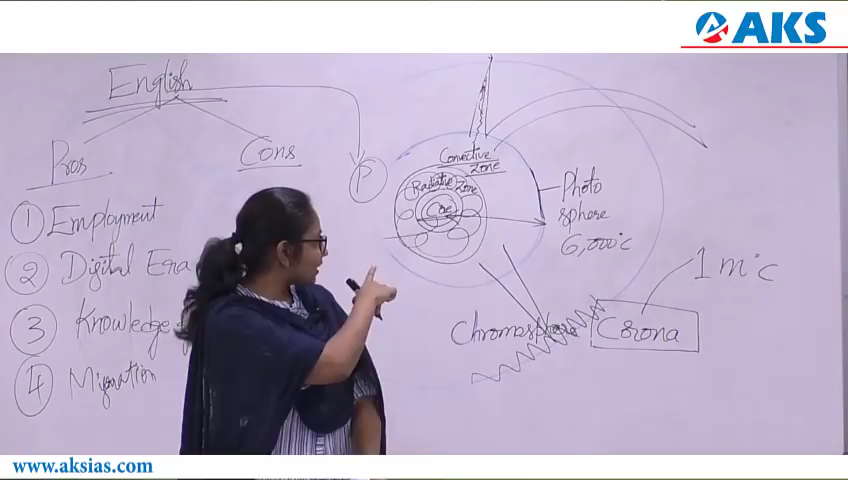 AKS
English
Pros
Cons
① Employment
② Digital Era
③ Knowledge
④ Migration
P
Convective
Zone
Radiative Zone
Core
Photo
sphere
6,000°c
1 m°c
Chromosphere
Corona
www.aksias.com